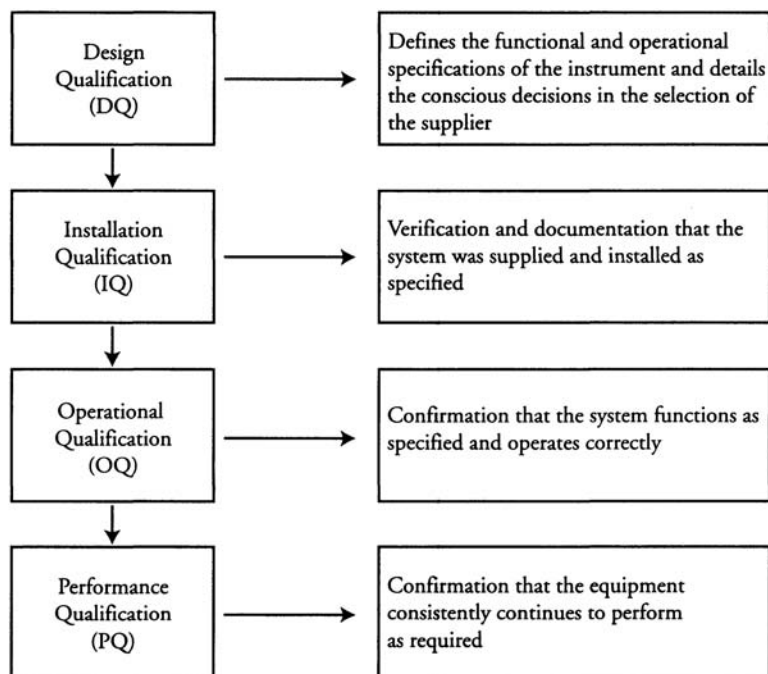 Design
Qualification
(DQ)
Defines the functional and operational
specifications of the instrument and details
the conscious decisions in the selection of
the supplier
Installation
Qualification
(IQ)
Verification and documentation that the
system was supplied and installed as
specified
Operational
Qualification
(OQ)
Confirmation that the system functions as
specified and operates correctly
Performance
Qualification
(PQ)
Confirmation that the equipment
consistently continues to perform
as required